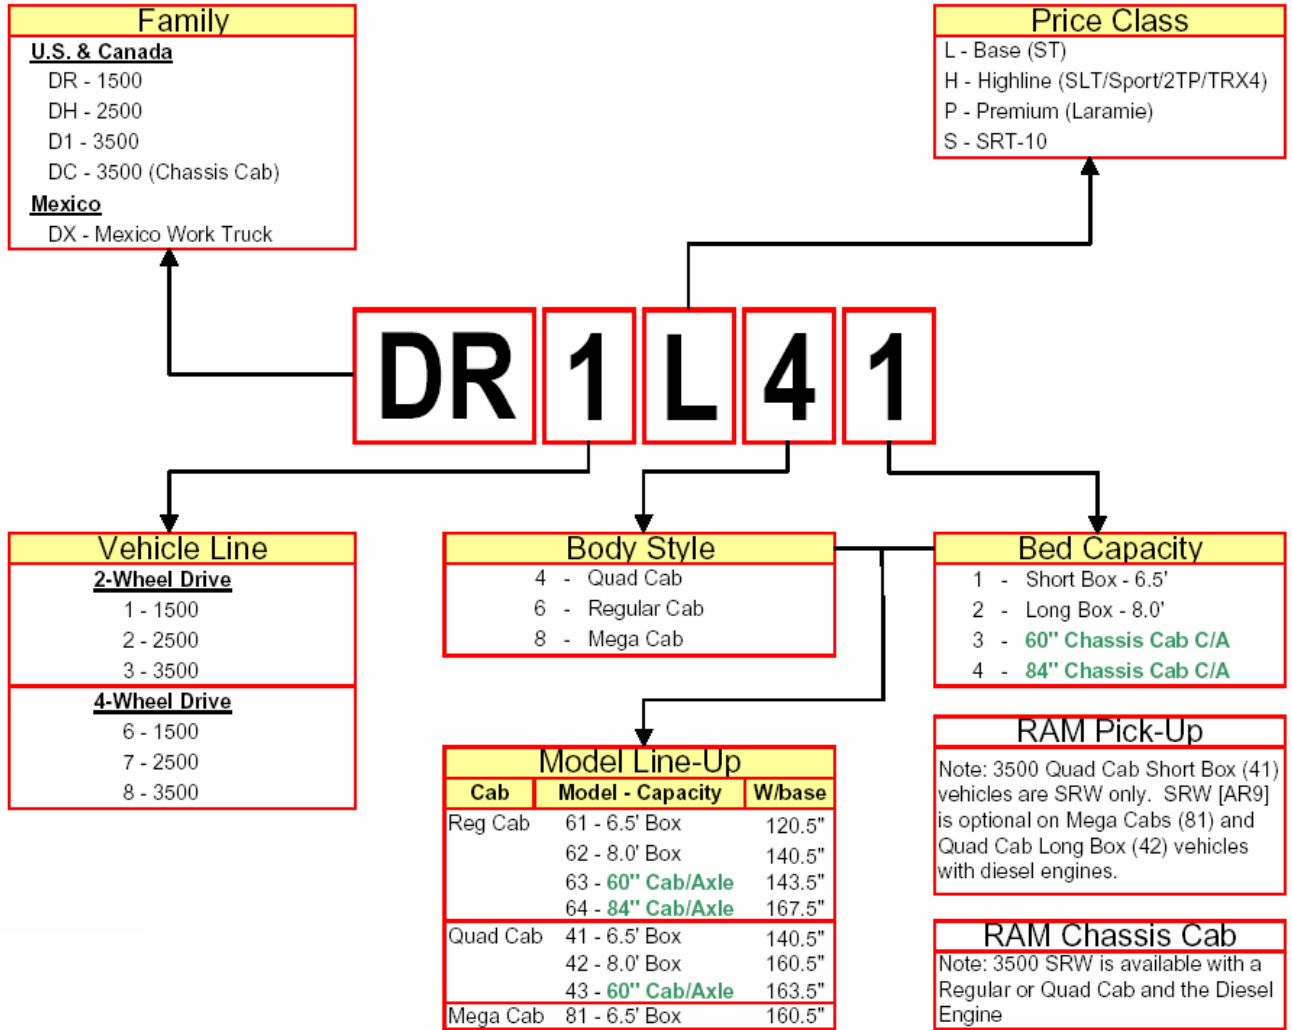 Family
U.S. & Canada
DR - 1500
DH - 2500
D1 - 3500
DC - 3500 (Chassis Cab)
Mexico
DX - Mexico Work Truck
Price Class
L - Base (ST)
H - Highline (SLT/Sport/2TP/TRX4)
P - Premium (Laramie)
S - SRT-10
DR 1 L 4 1
Vehicle Line
2-Wheel Drive
1 - 1500
2 - 2500
3 - 3500
4-Wheel Drive
6 - 1500
7 - 2500
8 - 3500
Body Style
4 - Quad Cab
6 - Regular Cab
8 - Mega Cab
Bed Capacity
1 - Short Box - 6.5'
2 - Long Box - 8.0'
3 - 60" Chassis Cab C/A
4 - 84" Chassis Cab C/A
Model Line-Up
Cab Model - Capacity W/base
Reg Cab 61 - 6.5' Box 120.5"
62 - 8.0' Box 140.5"
63 - 60" Cab/Axle 143.5"
64 - 84" Cab/Axle 167.5"
Quad Cab 41 - 6.5' Box 140.5"
42 - 8.0' Box 160.5"
43 - 60" Cab/Axle 163.5"
Mega Cab 81 - 6.5' Box 160.5"
RAM Pick-Up
Note: 3500 Quad Cab Short Box (41)
vehicles are SRW only. SRW [AR9]
is optional on Mega Cabs (81) and
Quad Cab Long Box (42) vehicles
with diesel engines.
RAM Chassis Cab
Note: 3500 SRW is available with a
Regular or Quad Cab and the Diesel
Engine